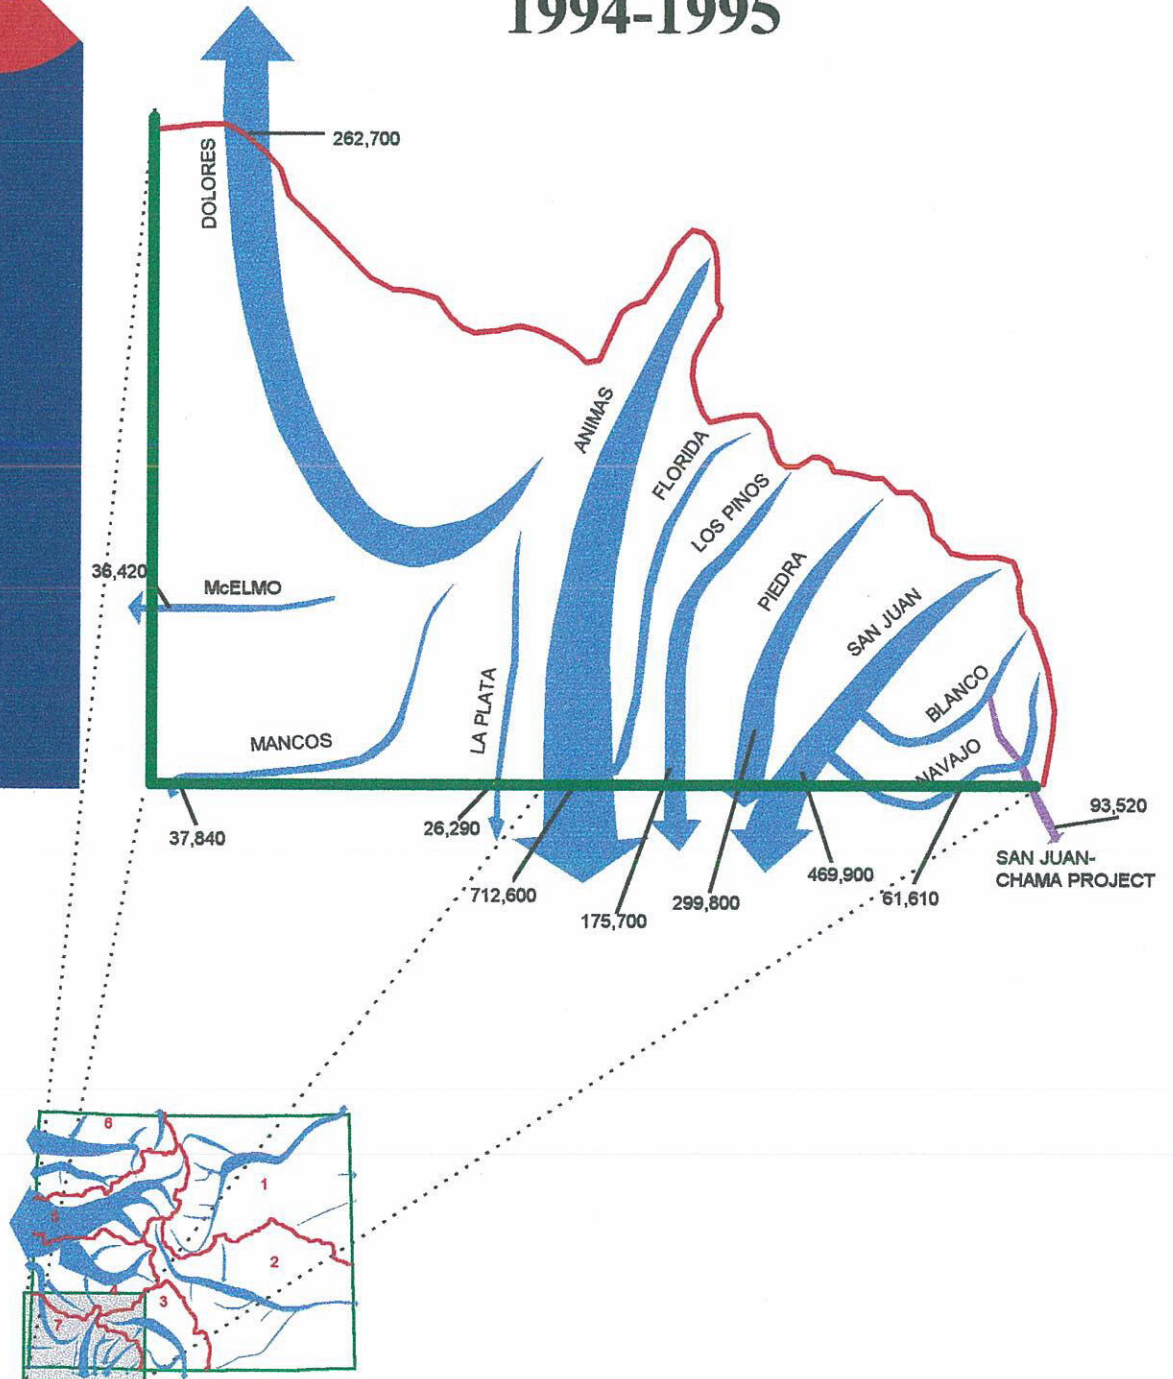 1994-1995
262,700
DOLORES
ANIMAS
FLORIDA
LOS PINOS
PIEDRA
SAN JUAN
BLANCO
NAVAJO
36,420
McELMO
LA PLATA
MANCOS
37,840
26,290
712,600
175,700
299,800
469,900
61,610
93,520
SAN JUAN-
CHAMA PROJECT
6
1
5
2
4
3
7